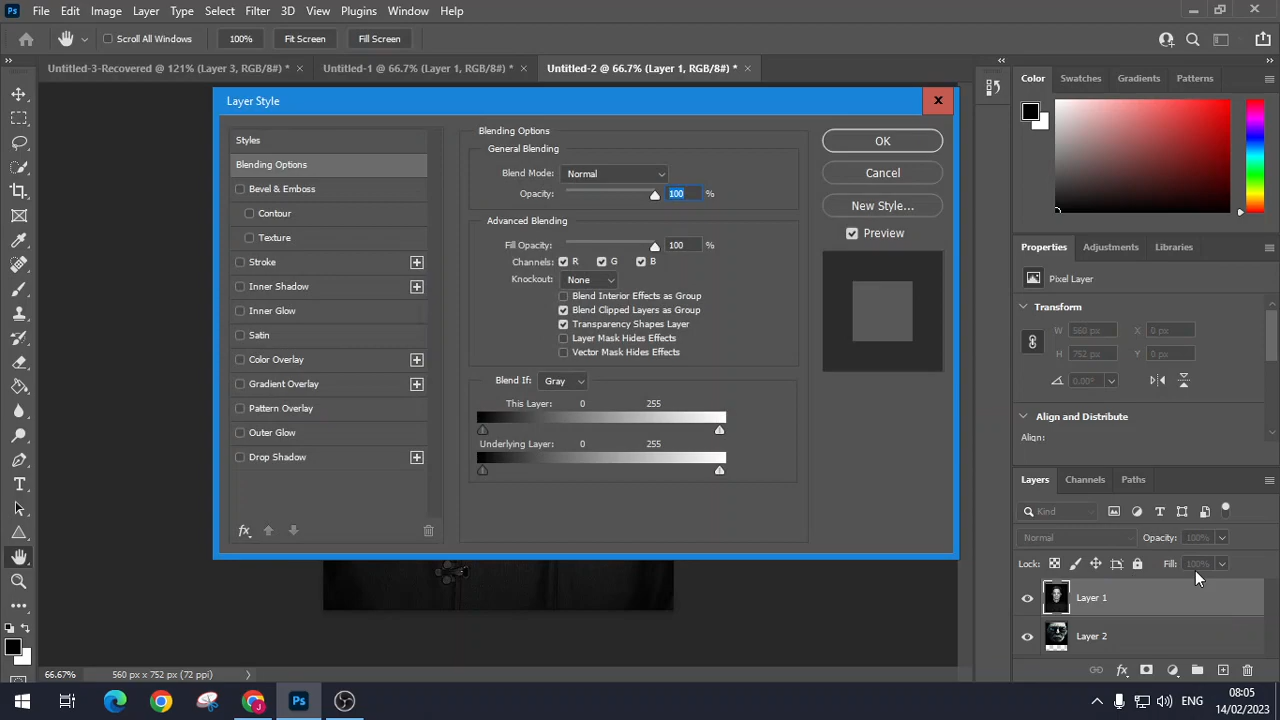 Ps File Edit Image Layer Type Select Filter 3D View Plugins Window Help
Scroll All Windows 100% Fit Screen Fill Screen
Untitled-3-Recovered @ 121% (Layer 3, RGB/8#) * × Untitled-1 @ 66.7% (Layer 1, RGB/8#) * × Untitled-2 @ 66.7% (Layer 1, RGB/8#) * ×
Layer Style
Styles
Blending Options
Bevel & Emboss
Contour
Texture
Stroke
Inner Shadow
Inner Glow
Satin
Color Overlay
Gradient Overlay
Pattern Overlay
Outer Glow
Drop Shadow
fx
Blending Options
General Blending
Blend Mode: Normal
Opacity: 100 %
Advanced Blending
Fill Opacity: 100 %
Channels: R G B
Knockout: None
Blend Interior Effects as Group
Blend Clipped Layers as Group
Transparency Shapes Layer
Layer Mask Hides Effects
Vector Mask Hides Effects
Blend If: Gray
This Layer: 0 255
Underlying Layer: 0 255
OK
Cancel
New Style...
Preview
Color Swatches Gradients Patterns
Properties Adjustments Libraries
Pixel Layer
Transform
W 560 px X 0 px
H 752 px Y 0 px
0.00°
Align and Distribute
Align:
Layers Channels Paths
Kind
Normal Opacity: 100%
Lock: Fill: 100%
Layer 1
Layer 2
fx
66.67% 560 px x 752 px (72 ppi)
Ps ENG 08:05
14/02/2023